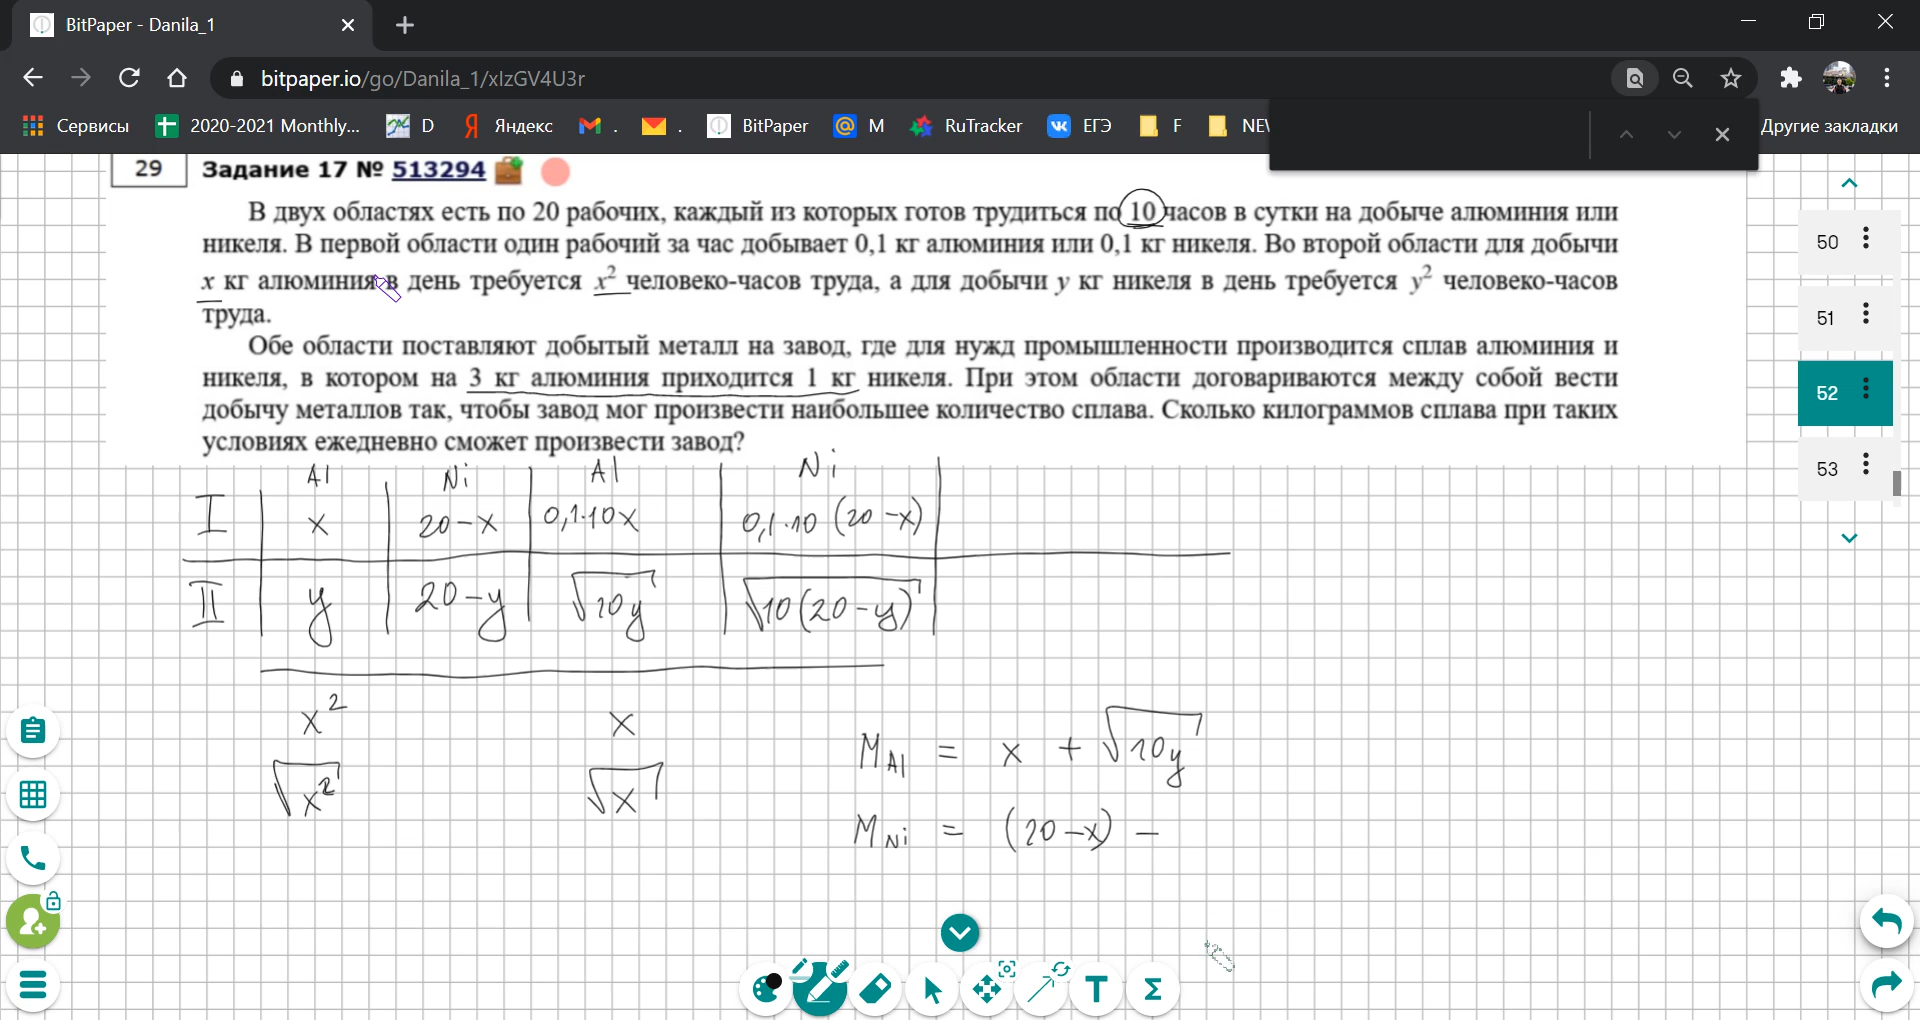 BitPaper - Danila_1
bitpaper.io/go/Danila_1/xIzGV4U3r
Сервисы 2020-2021 Monthly... D Яндекс . . BitPaper M RuTracker ЕГЭ F NEV Другие закладки
29 Задание 17 № 513294
В двух областях есть по 20 рабочих, каждый из которых готов трудиться по 10 часов в сутки на добыче алюминия или
никеля. В первой области один рабочий за час добывает 0,1 кг алюминия или 0,1 кг никеля. Во второй области для добычи
x кг алюминия в день требуется x² человеко-часов труда, а для добычи y кг никеля в день требуется y² человеко-часов
труда.
Обе области поставляют добытый металл на завод, где для нужд промышленности производится сплав алюминия и
никеля, в котором на 3 кг алюминия приходится 1 кг никеля. При этом области договариваются между собой вести
добычу металлов так, чтобы завод мог произвести наибольшее количество сплава. Сколько килограммов сплава при таких
условиях ежедневно сможет произвести завод?
Al Ni Al Ni
I x 20-x 0,1·10x 0,1·10(20-x)
II y 20-y √10y √10(20-y)
x² x
√x² √x
M Al = x + √10y
M Ni = (20-x) -
50
51
52
53
T Σ